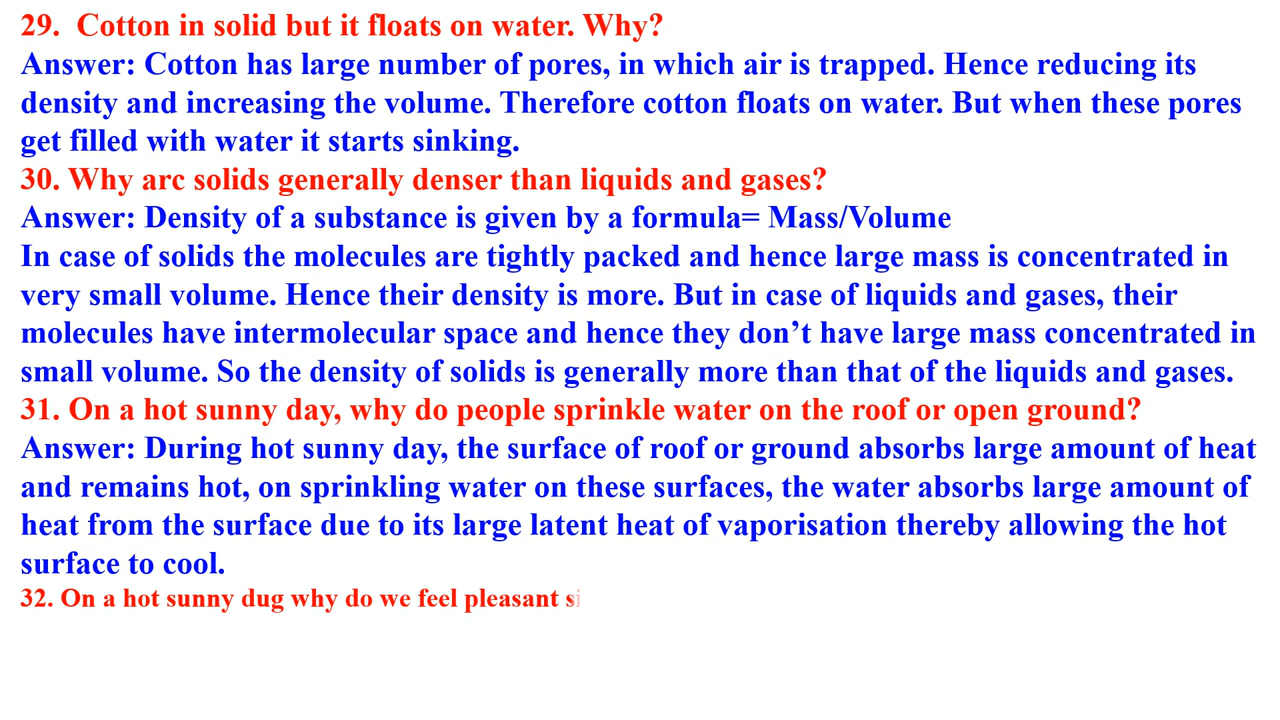 29.  Cotton in solid but it floats on water. Why?
Answer: Cotton has large number of pores, in which air is trapped. Hence reducing its
density and increasing the volume. Therefore cotton floats on water. But when these pores
get filled with water it starts sinking.
30. Why arc solids generally denser than liquids and gases?
Answer: Density of a substance is given by a formula= Mass/Volume
In case of solids the molecules are tightly packed and hence large mass is concentrated in
very small volume. Hence their density is more. But in case of liquids and gases, their
molecules have intermolecular space and hence they don’t have large mass concentrated in
small volume. So the density of solids is generally more than that of the liquids and gases.
31. On a hot sunny day, why do people sprinkle water on the roof or open ground?
Answer: During hot sunny day, the surface of roof or ground absorbs large amount of heat
and remains hot, on sprinkling water on these surfaces, the water absorbs large amount of
heat from the surface due to its large latent heat of vaporisation thereby allowing the hot
surface to cool.
32. On a hot sunny dug why do we feel pleasant